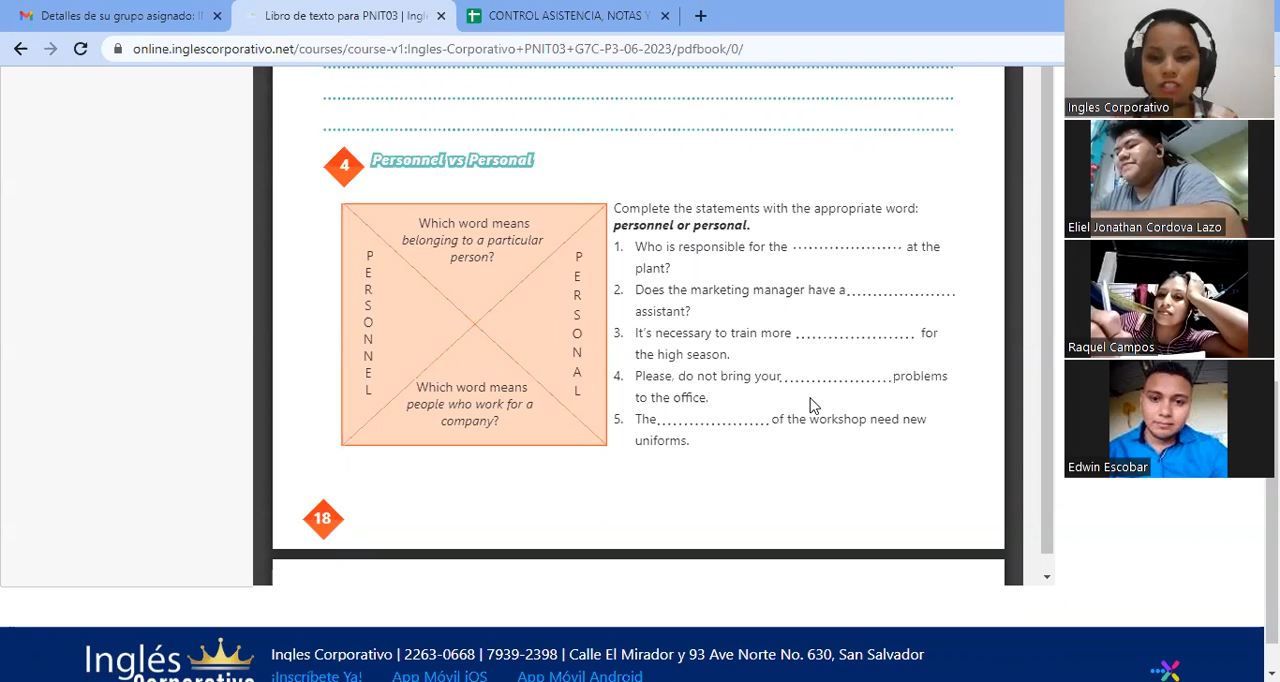 Detalles de su grupo asignado: II
Libro de texto para PNIT03 | Ingl
CONTROL ASISTENCIA, NOTAS Y
online.inglescorporativo.net/courses/course-v1:Ingles-Corporativo+PNIT03+G7C-P3-06-2023/pdfbook/0/
Ingles Corporativo
Eliel Jonathan Cordova Lazo
Raquel Campos
Edwin Escobar
4 Personnel vs Personal
Which word means
belonging to a particular
person?
PERSONNEL
PERSONAL
Which word means
people who work for a
company?
Complete the statements with the appropriate word:
personnel or personal.
1. Who is responsible for the ..................... at the
plant?
2. Does the marketing manager have a.....................
assistant?
3. It's necessary to train more ...................... for
the high season.
4. Please, do not bring your.....................problems
to the office.
5. The.....................of the workshop need new
uniforms.
18
Inglés
Corporativo
Ingles Corporativo | 2263-0668 | 7939-2398 | Calle El Mirador y 93 Ave Norte No. 630, San Salvador
¡Inscríbete Ya! App Móvil iOS App Móvil Android